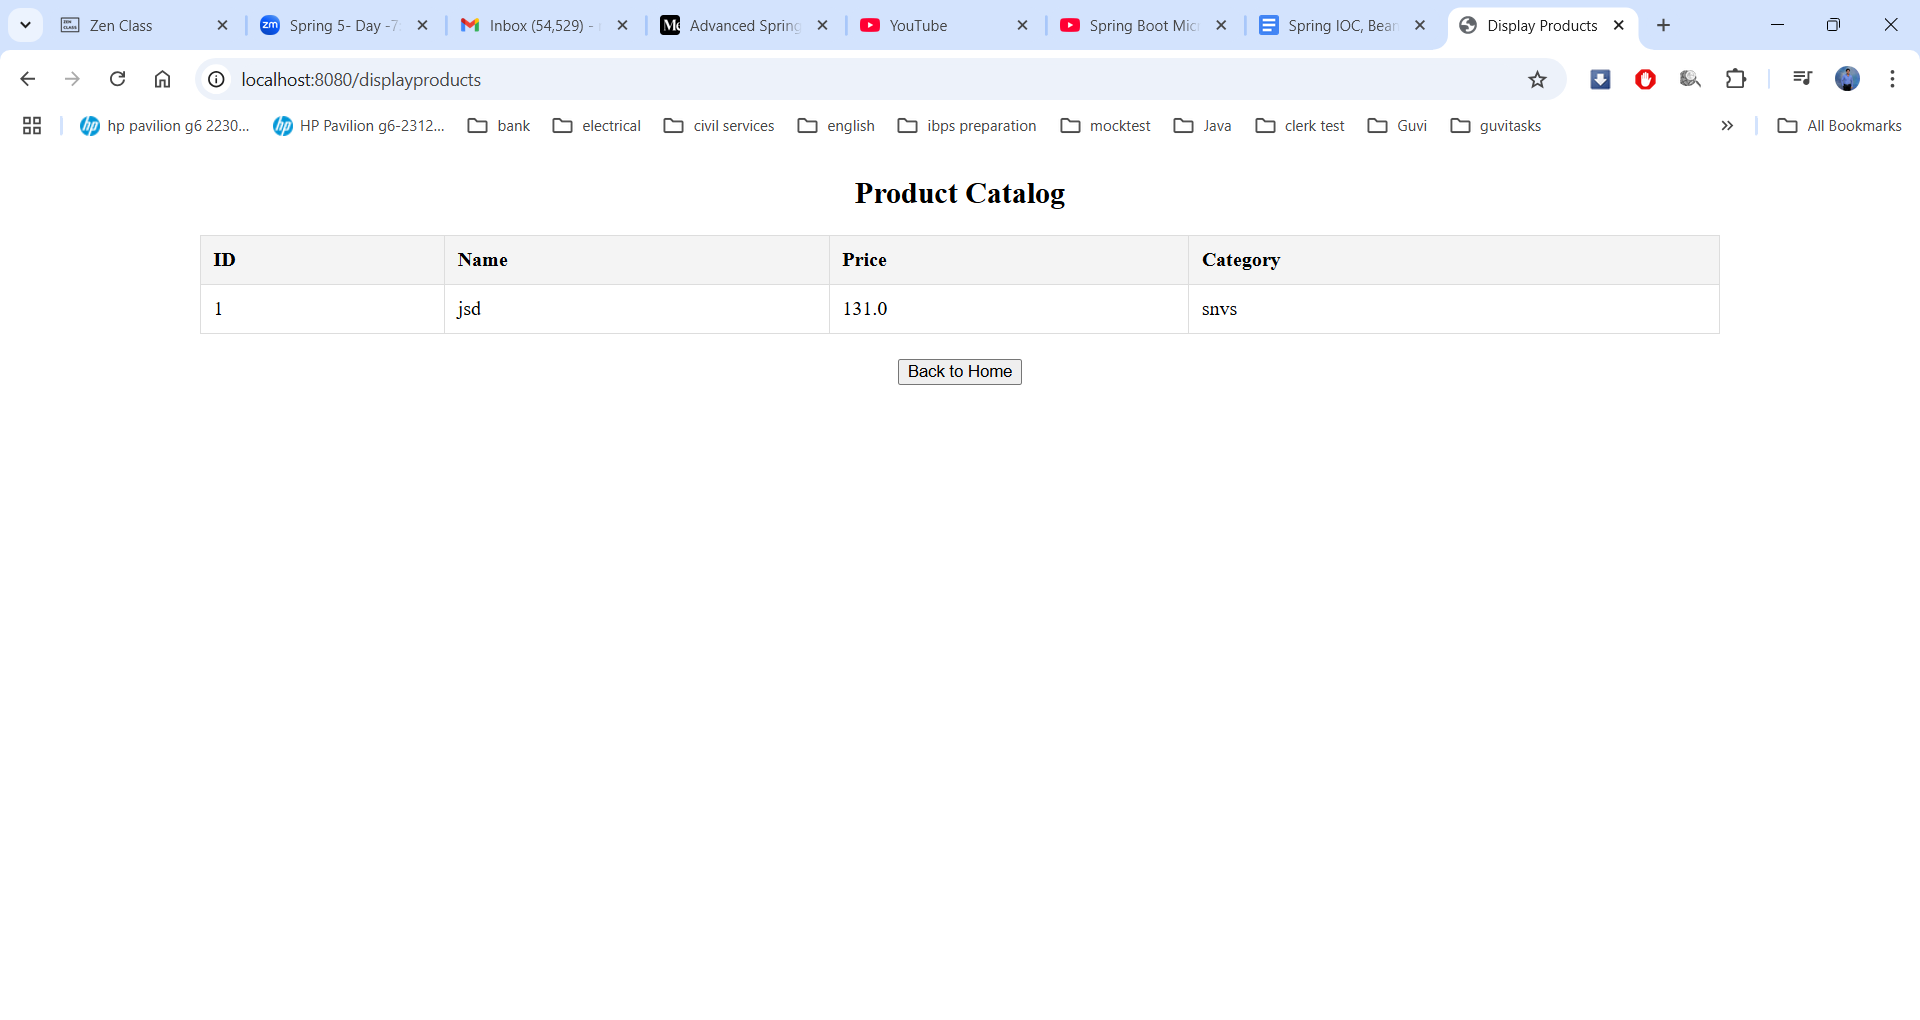 Zen Class
Spring 5- Day -7
Inbox (54,529) -
Advanced Spring
YouTube
Spring Boot Mic
Spring IOC, Bean
Display Products
localhost:8080/displayproducts
hp pavilion g6 2230...
HP Pavilion g6-2312...
bank
electrical
civil services
english
ibps preparation
mocktest
Java
clerk test
Guvi
guvitasks
All Bookmarks
Product Catalog
ID Name Price Category
1 jsd 131.0 snvs
Back to Home